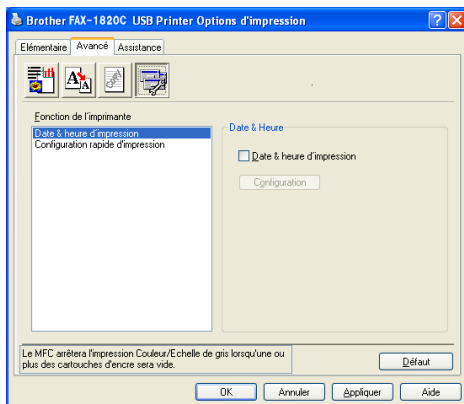 Brother FAX-1820C USB Printer Options d'impression
Elémentaire Avancé Assistance
Fonction de l'imprimante
Date & heure d'impression
Configuration rapide d'impression
Date & Heure
Date & heure d'impression
Configuration
Le MFC arrêtera l'impression Couleur/Echelle de gris lorsqu'une ou
plus des cartouches d'encre sera vide.
Défaut
OK Annuler Appliquer Aide